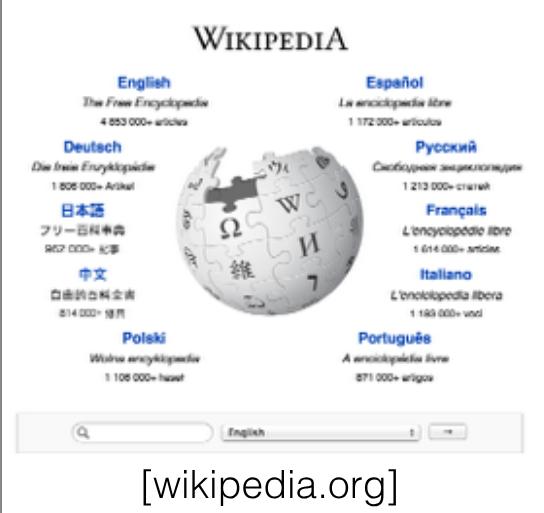 WIKIPEDIA
English
The Free Encyclopedia
4 853 000+ articles
Español
La enciclopedia libre
1 172 000+ artículos
Deutsch
Die freie Enzyklopädie
1 806 000+ Artikel
Русский
Свободная энциклопедия
1 213 000+ статей
日本語
フリー百科事典
962 000+ 記事
Français
L'encyclopédie libre
1 614 000+ articles
中文
自由的百科全書
814 000+ 條目
Italiano
L'enciclopedia libera
1 193 000+ voci
Polski
Wolna encyklopedia
1 106 000+ haseł
Português
A enciclopédia livre
871 000+ artigos
Ω W И 維 7
English
[wikipedia.org]